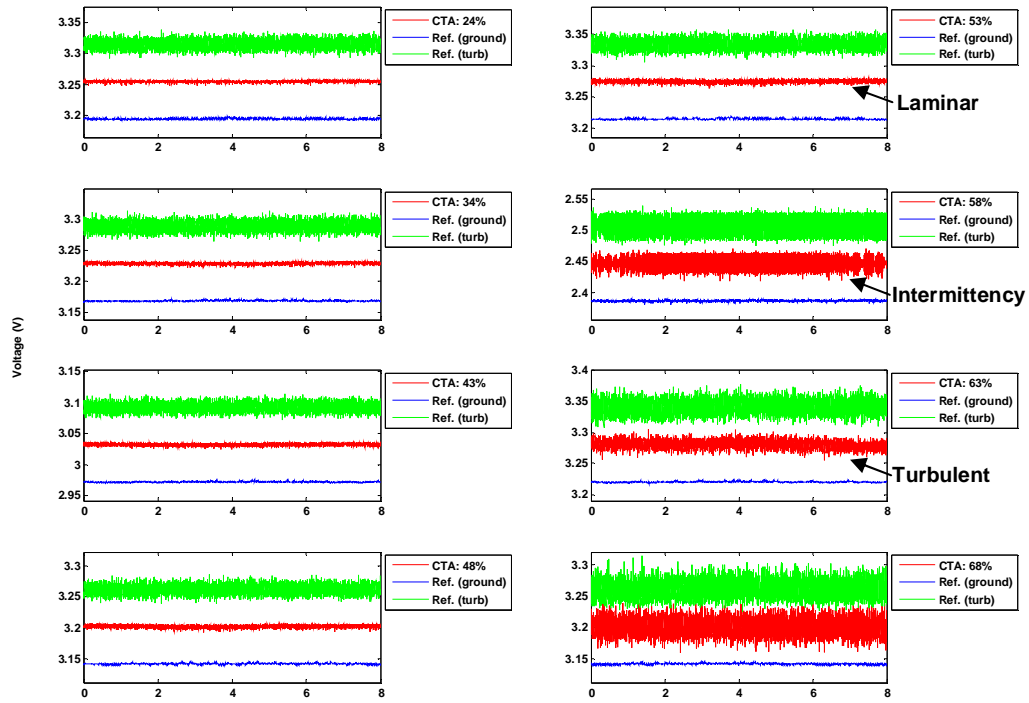 Voltage (V)
3.35
3.3
3.25
3.2
0 2 4 6 8
CTA: 24%
Ref. (ground)
Ref. (turb)
3.35
3.3
3.25
3.2
0 2 4 6 8
CTA: 53%
Ref. (ground)
Ref. (turb)
Laminar
3.3
3.25
3.2
3.15
0 2 4 6 8
CTA: 34%
Ref. (ground)
Ref. (turb)
2.55
2.5
2.45
2.4
0 2 4 6 8
CTA: 58%
Ref. (ground)
Ref. (turb)
Intermittency
3.15
3.1
3.05
3
2.95
0 2 4 6 8
CTA: 43%
Ref. (ground)
Ref. (turb)
3.4
3.35
3.3
3.25
3.2
0 2 4 6 8
CTA: 63%
Ref. (ground)
Ref. (turb)
Turbulent
3.3
3.25
3.2
3.15
0 2 4 6 8
CTA: 48%
Ref. (ground)
Ref. (turb)
3.3
3.25
3.2
3.15
0 2 4 6 8
CTA: 68%
Ref. (ground)
Ref. (turb)